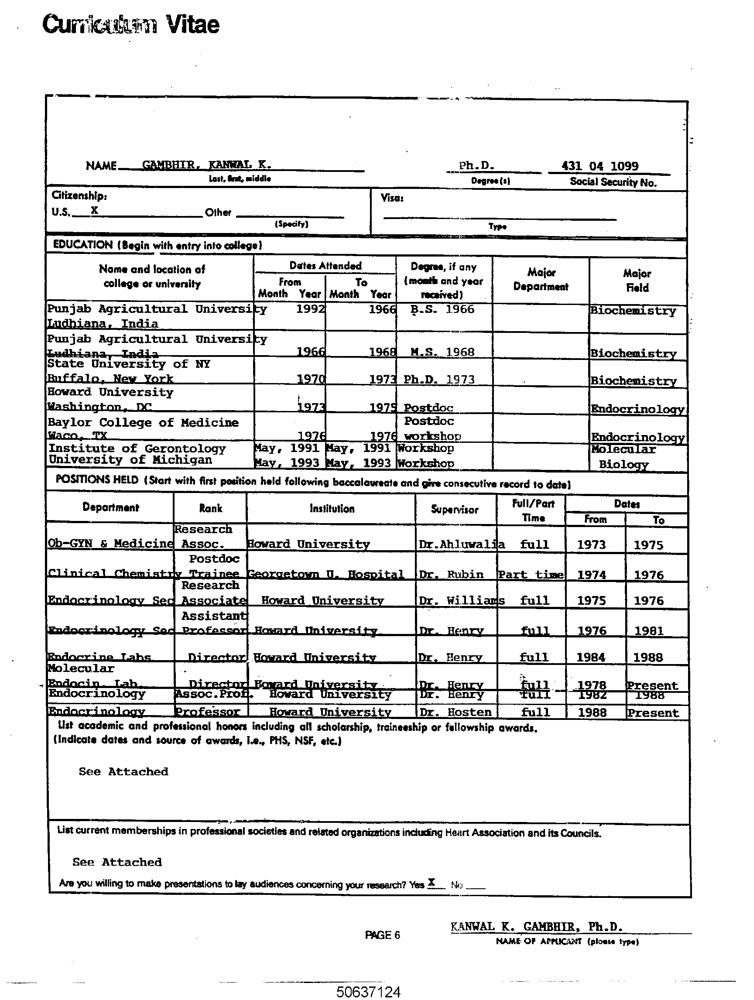 Curriculum Vitae
NAME GAMBHIR, KANWAL K. Ph.D. 431 04 1099
Last, first, middle Degree(s) Social Security No.
Citizenship: Visa:
U.S. X Other
(Specify) Type
EDUCATION (Begin with entry into college)
Name and location of college or university Dates Attended From Month Year To Month Year Degree, if any (month and year received) Major Department Major Field
Punjab Agricultural University 1992 1966 B.S. 1966 Biochemistry
Ludhiana, India
Punjab Agricultural University
Ludhiana, India 1966 1968 M.S. 1968 Biochemistry
State University of NY
Buffalo, New York 1970 1973 Ph.D. 1973 Biochemistry
Howard University
Washington, DC 1973 1975 Postdoc Endocrinology
Baylor College of Medicine Postdoc
Waco, TX 1976 1976 workshop Endocrinology
Institute of Gerontology May, 1991 May, 1991 Workshop Molecular
University of Michigan May, 1993 May, 1993 Workshop Biology
POSITIONS HELD (Start with first position held following baccalaureate and give consecutive record to date)
Department Rank Institution Supervisor Full/Part Time Dates From To
Research
Ob-GYN & Medicine Assoc. Howard University Dr.Ahluwalia full 1973 1975
Postdoc
Clinical Chemistry Trainee Georgetown U. Hospital Dr. Rubin Part time 1974 1976
Research
Endocrinology Sec Associate Howard University Dr. Williams full 1975 1976
Assistant
Endocrinology Sec Professor Howard University Dr. Henry full 1976 1981
Endocrine Labs Director Howard University Dr. Henry full 1984 1988
Molecular
Endocin. Lab. Director Howard University Dr. Henry full 1978 Present
Endocrinology Assoc.Prof. Howard University Dr. Henry full 1982 1988
Endocrinology Professor Howard University Dr. Hosten full 1988 Present
List academic and professional honors including all scholarship, traineeship or fellowship awards.
(Indicate dates and source of awards, i.e., PHS, NSF, etc.)
See Attached
List current memberships in professional societies and related organizations including Heart Association and its Councils.
See Attached
Are you willing to make presentations to lay audiences concerning your research? Yes X No
KANWAL K. GAMBHIR, Ph.D.
PAGE 6
NAME OF APPLICANT (please type)
50637124